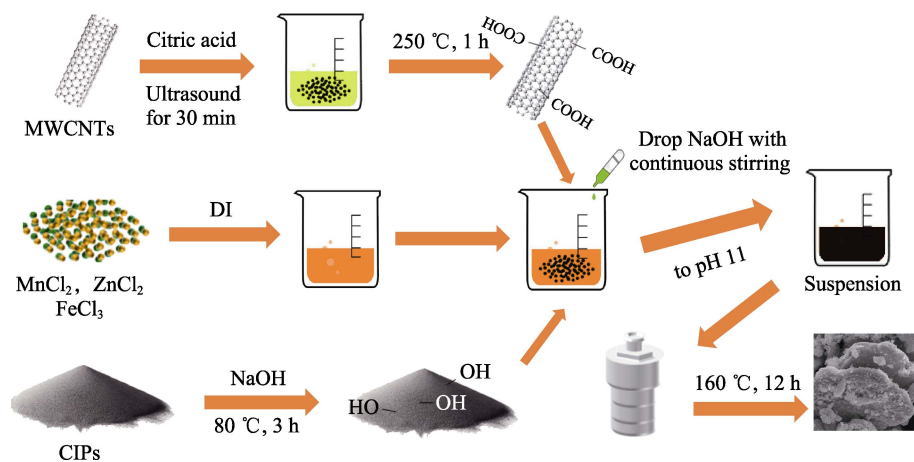 Citric acid
Ultrasound
for 30 min
MWCNTs
250 ℃, 1 h
HOOC
COOH
COOH
Drop NaOH with
continuous stirring
DI
MnCl₂，ZnCl₂
FeCl₃
to pH 11
Suspension
NaOH
80 ℃, 3 h
CIPs
OH
HO
OH
160 ℃, 12 h